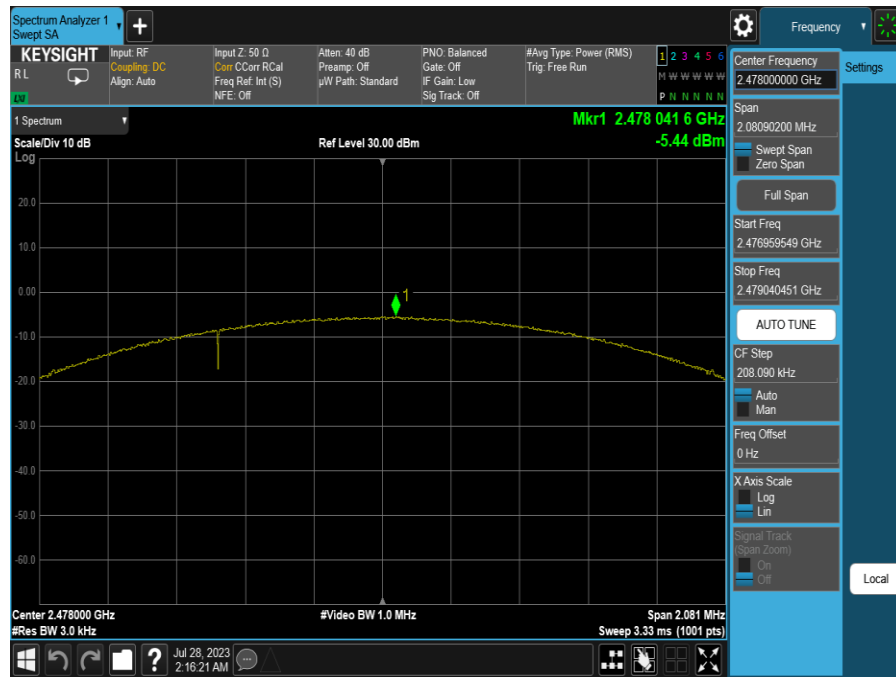 Spectrum Analyzer 1
Swept SA
+
Frequency
KEYSIGHT
RL
LXI
Input: RF
Coupling: DC
Align: Auto
Input Z: 50 Ω
Corr CCorr RCal
Freq Ref: Int (S)
NFE: Off
Atten: 40 dB
Preamp: Off
µW Path: Standard
PNO: Balanced
Gate: Off
IF Gain: Low
Sig Track: Off
#Avg Type: Power (RMS)
Trig: Free Run
1 2 3 4 5 6
M W W W W W
P N N N N N
1 Spectrum
Scale/Div 10 dB
Log
Ref Level 30.00 dBm
Mkr1 2.478 041 6 GHz
-5.44 dBm
20.0
10.0
0.00
-10.0
-20.0
-30.0
-40.0
-50.0
-60.0
1
Center 2.478000 GHz
#Res BW 3.0 kHz
#Video BW 1.0 MHz
Span 2.081 MHz
Sweep 3.33 ms (1001 pts)
?
Jul 28, 2023
2:16:21 AM
Center Frequency
2.478000000 GHz
Span
2.08090200 MHz
Swept Span
Zero Span
Full Span
Start Freq
2.476959549 GHz
Stop Freq
2.479040451 GHz
AUTO TUNE
CF Step
208.090 kHz
Auto
Man
Freq Offset
0 Hz
X Axis Scale
Log
Lin
Signal Track
(Span Zoom)
On
Off
Settings
Local